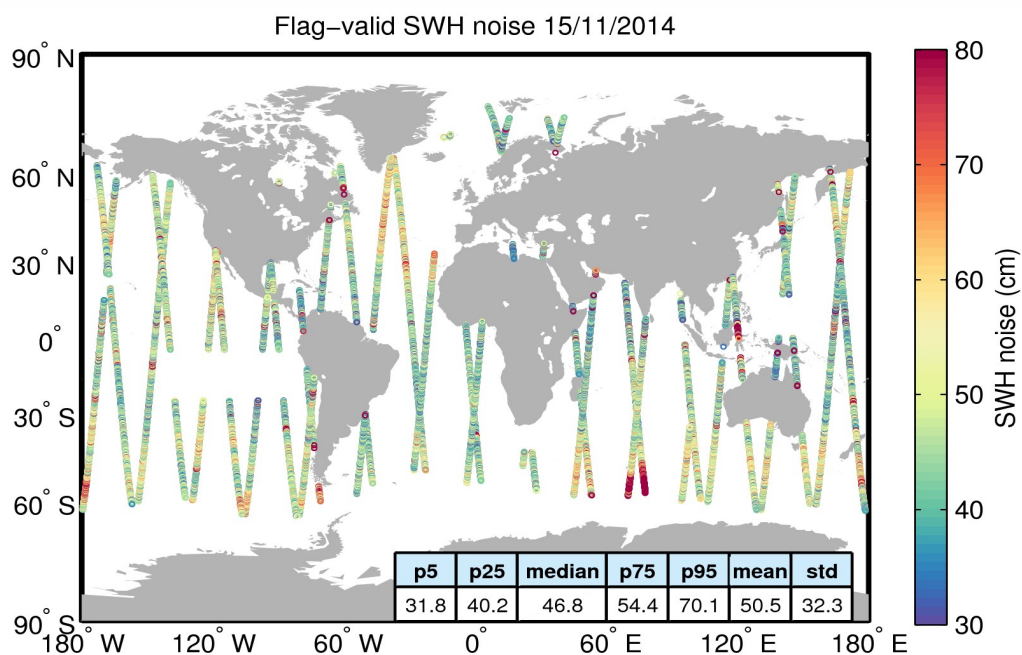 Flag−valid SWH noise 15/11/2014
90° N
60° N
30° N
0°
30° S
60° S
90° S
180° W
120° W
60° W
0°
60° E
120° E
180° E
80
70
60
50
40
30
SWH noise (cm)
p5 p25 median p75 p95 mean std
31.8 40.2 46.8 54.4 70.1 50.5 32.3